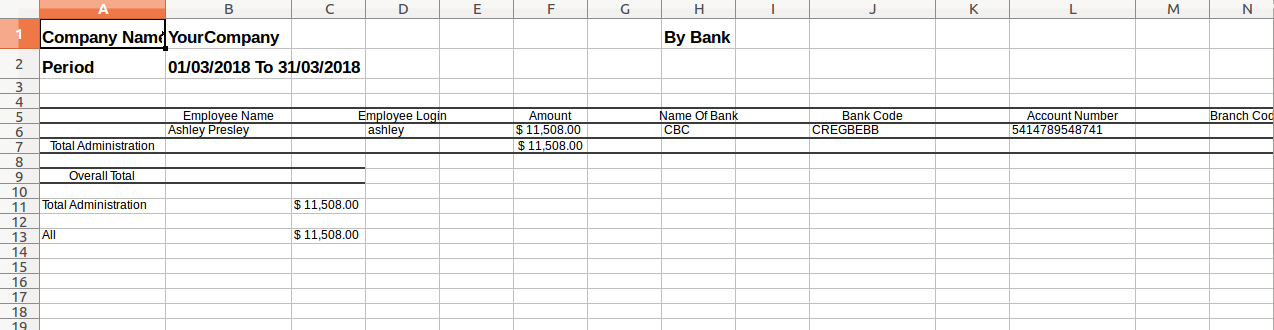 A B C D E F G H I J K L M N
1 Company Name YourCompany By Bank
2 Period 01/03/2018 To 31/03/2018
3
4
5 Employee Name Employee Login Amount Name Of Bank Bank Code Account Number Branch Cod
6 Ashley Presley ashley $ 11,508.00 CBC CREGBEBB 5414789548741
7 Total Administration $ 11,508.00
8
9 Overall Total
10
11 Total Administration $ 11,508.00
12
13 All $ 11,508.00
14
15
16
17
18
19